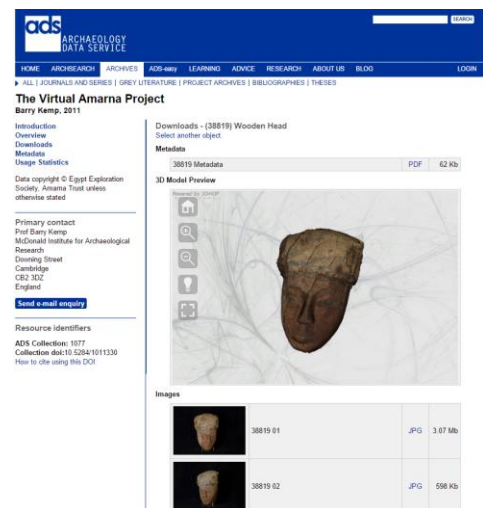 ads
ARCHAEOLOGY
DATA SERVICE
SEARCH
HOME ARCHSEARCH ARCHIVES ADS-easy LEARNING ADVICE RESEARCH ABOUT US BLOG LOGIN
ALL | JOURNALS AND SERIES | GREY LITERATURE | PROJECT ARCHIVES | BIBLIOGRAPHIES | THESES
The Virtual Amarna Project
Barry Kemp, 2011
Introduction
Overview
Downloads
Metadata
Usage Statistics
Data copyright © Egypt Exploration
Society, Amarna Trust unless
otherwise stated
Primary contact
Prof Barry Kemp
McDonald Institute for Archaeological
Research
Downing Street
Cambridge
CB2 3DZ
England
Send e-mail enquiry
Resource identifiers
ADS Collection: 1077
Collection doi:10.5284/1011330
How to cite using this DOI
Downloads - (38819) Wooden Head
Select another object
Metadata
38819 Metadata PDF 62 Kb
3D Model Preview
Powered by 3DHOP
Images
38819 01 JPG 3.07 Mb
38819 02 JPG 598 Kb